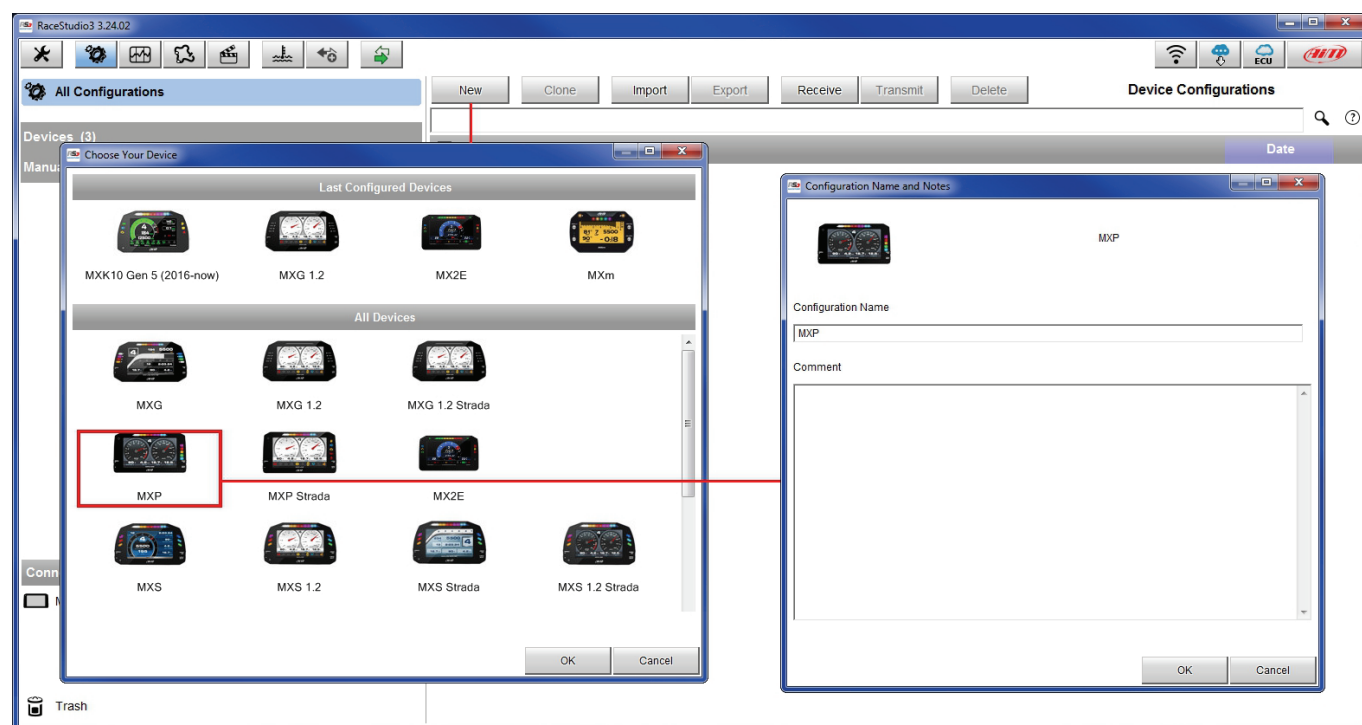 RaceStudio3 3.24.02
ECU
All Configurations
New Clone Import Export Receive Transmit Delete Device Configurations
Devices (3)
Date
Manu
Choose Your Device
Last Configured Devices
MXK10 Gen 5 (2016-now) MXG 1.2 MX2E MXm
All Devices
MXG MXG 1.2 MXG 1.2 Strada
MXP MXP Strada MX2E
MXS MXS 1.2 MXS Strada MXS 1.2 Strada
OK Cancel
Configuration Name and Notes
MXP
Configuration Name
MXP
Comment
OK Cancel
Conn
Trash